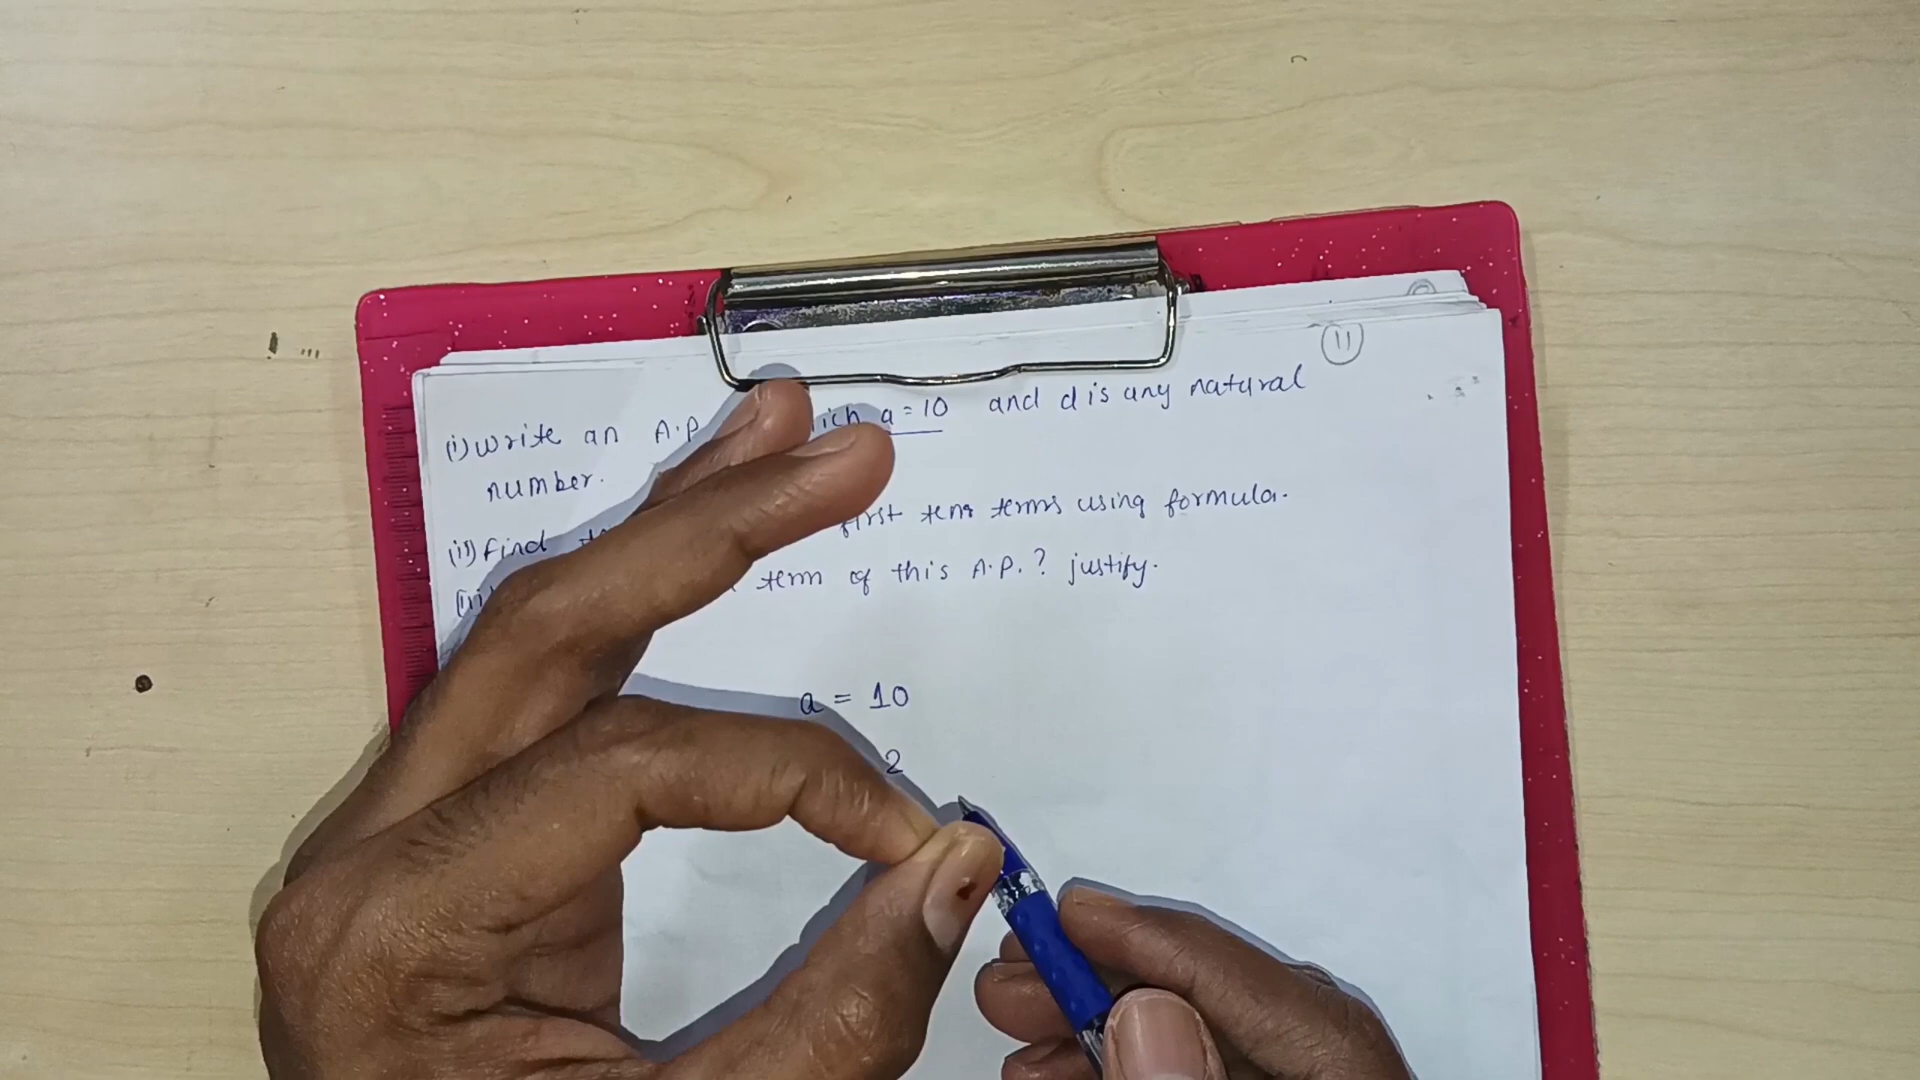 11
(i) Write an A.P. a = 10 and d is any natural
number.
(ii) Find first tens terms using formula.
term of this A.P.? justify.
a = 10
2